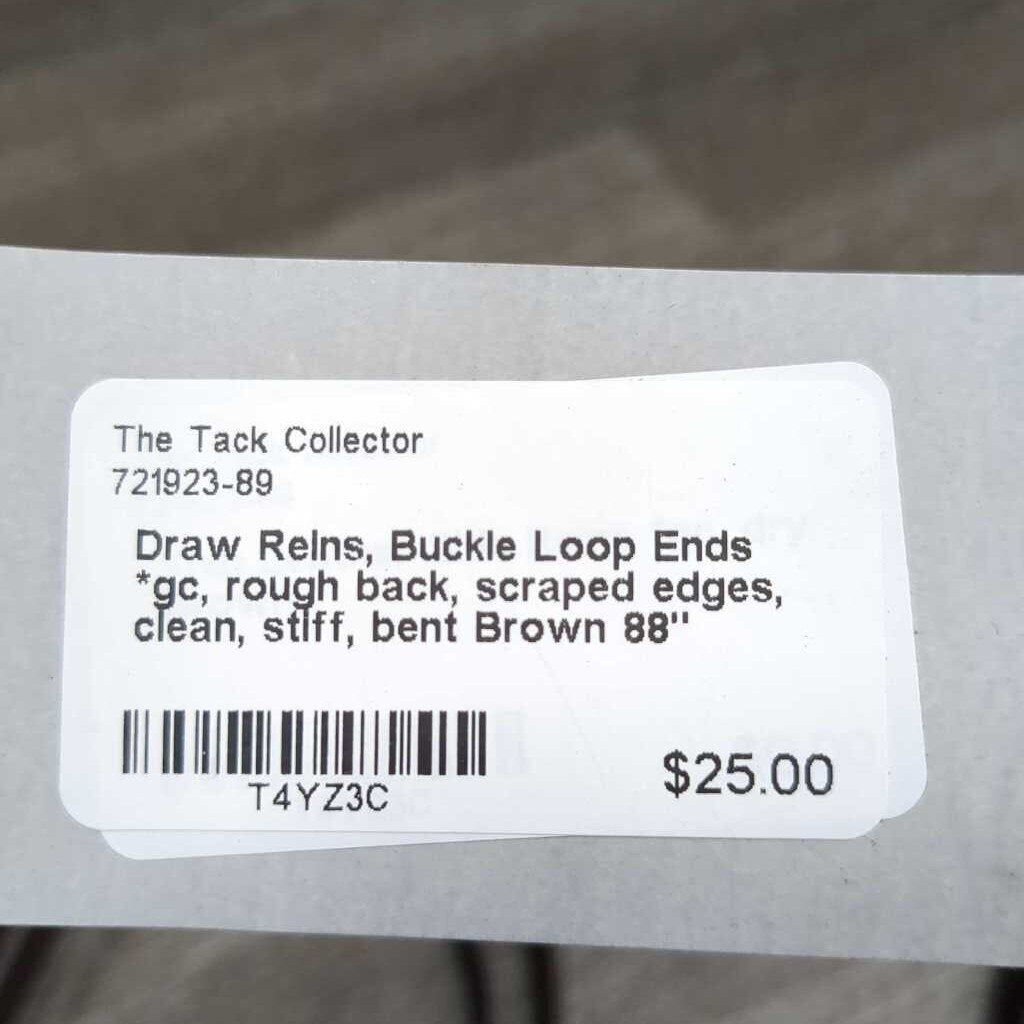 The Tack Collector
721923-89
Draw Reins, Buckle Loop Ends
*gc, rough back, scraped edges,
clean, stiff, bent Brown 88"
T4YZ3C
$25.00